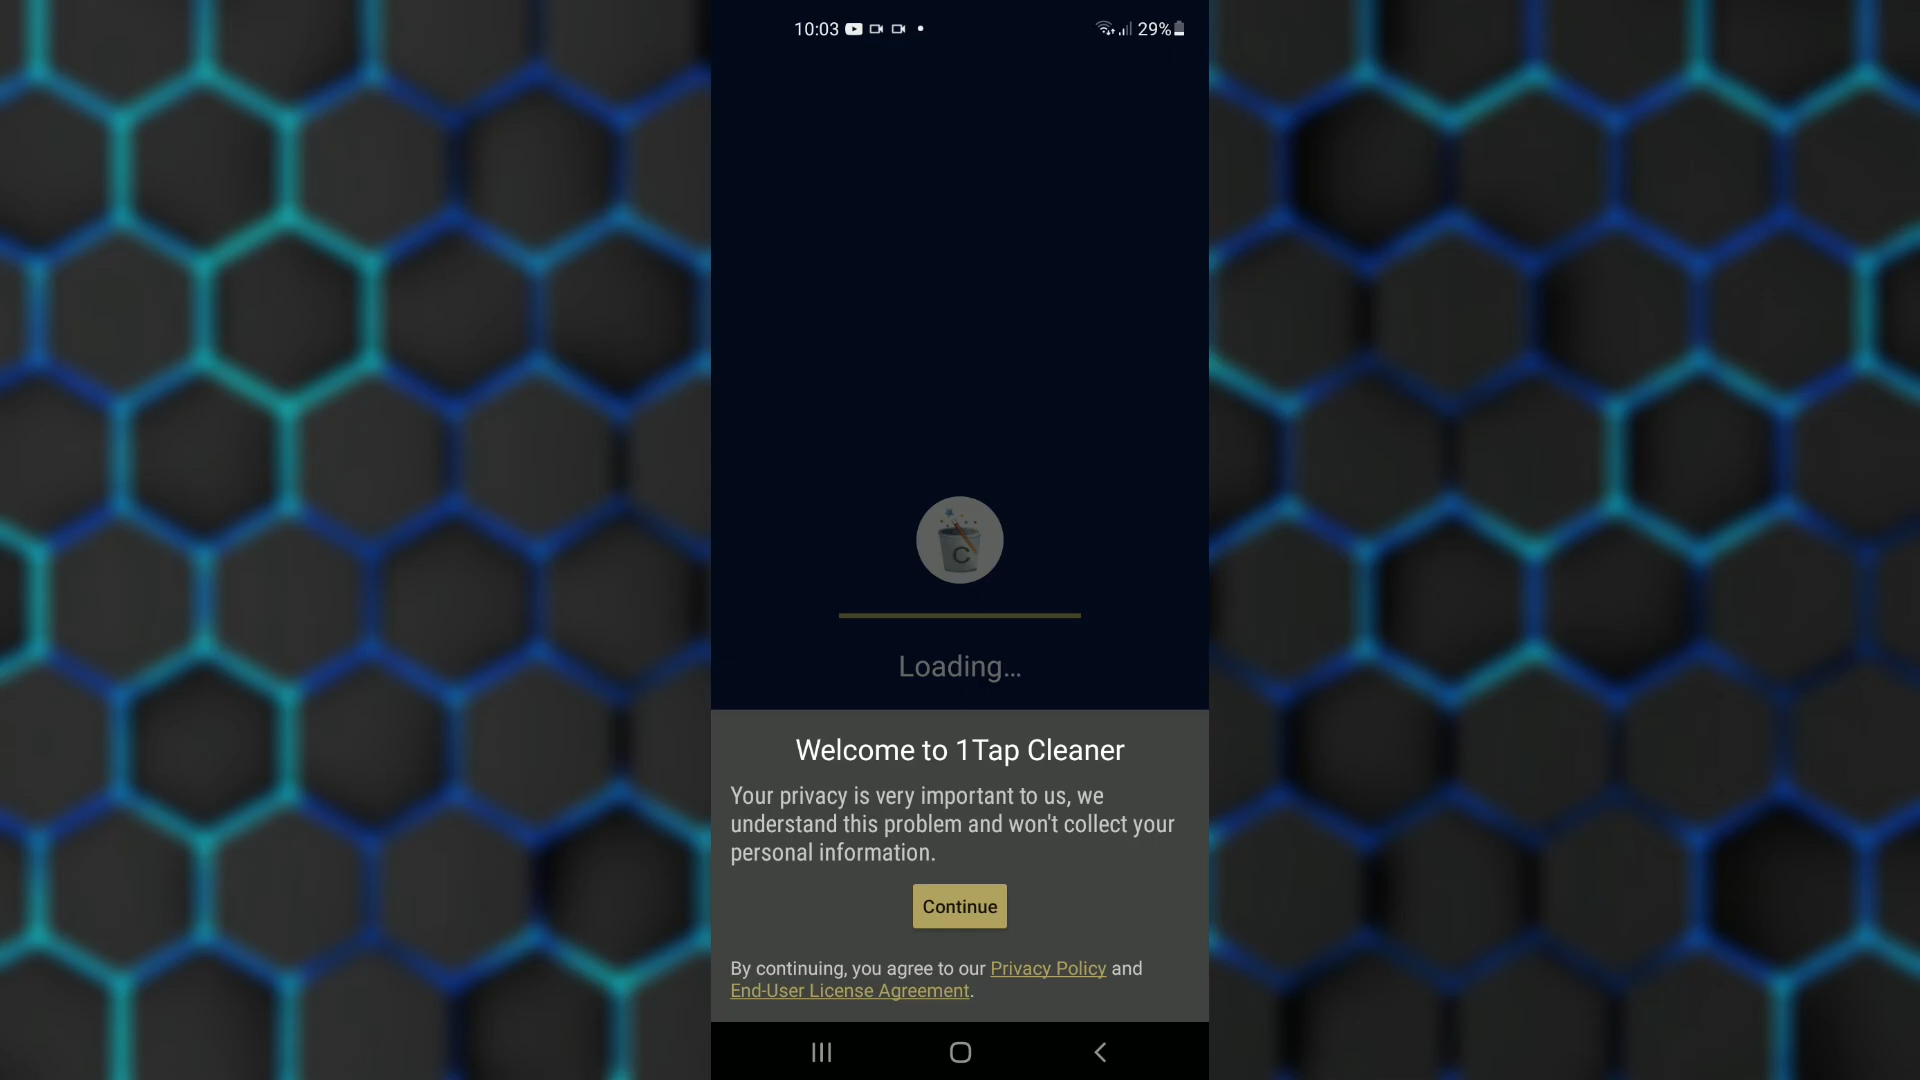 10:03 29%
C
Loading...
Welcome to 1Tap Cleaner
Your privacy is very important to us, we
understand this problem and won't collect your
personal information.
Continue
By continuing, you agree to our Privacy Policy and
End-User License Agreement.